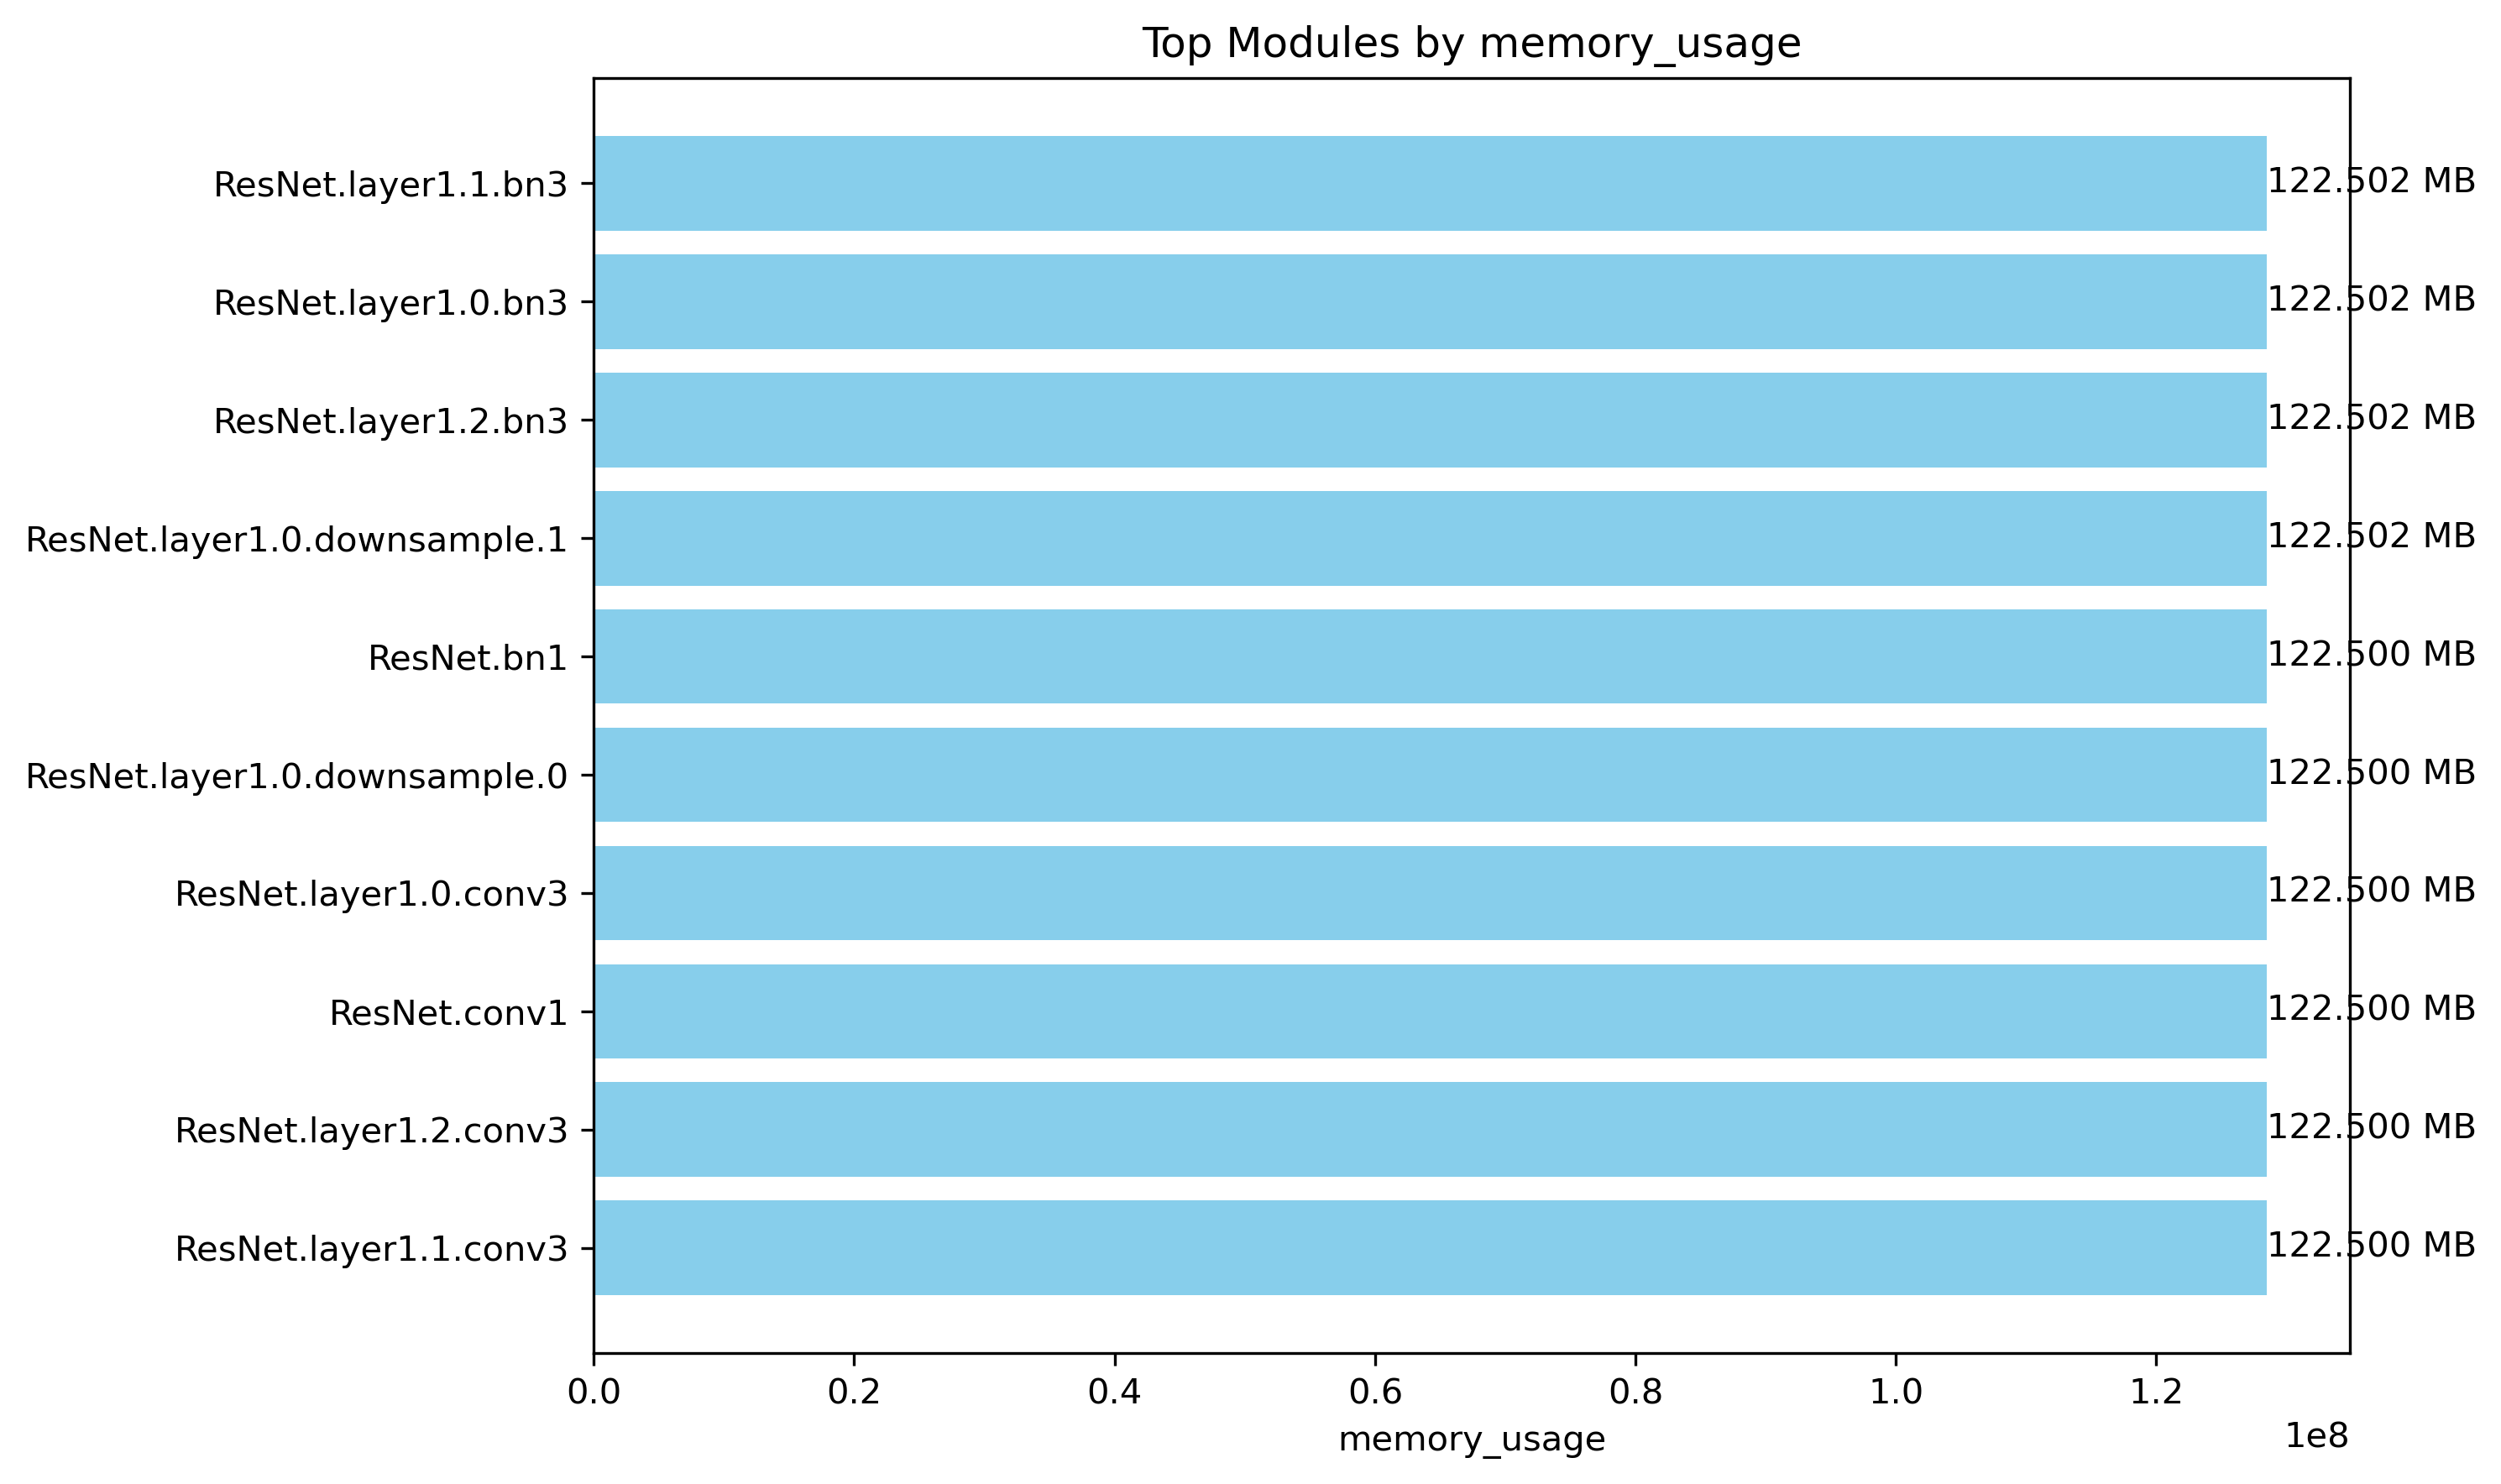 Top Modules by memory_usage
ResNet.layer1.1.bn3 122.502 MB
ResNet.layer1.0.bn3 122.502 MB
ResNet.layer1.2.bn3 122.502 MB
ResNet.layer1.0.downsample.1 122.502 MB
ResNet.bn1 122.500 MB
ResNet.layer1.0.downsample.0 122.500 MB
ResNet.layer1.0.conv3 122.500 MB
ResNet.conv1 122.500 MB
ResNet.layer1.2.conv3 122.500 MB
ResNet.layer1.1.conv3 122.500 MB
0.0 0.2 0.4 0.6 0.8 1.0 1.2
1e8
memory_usage